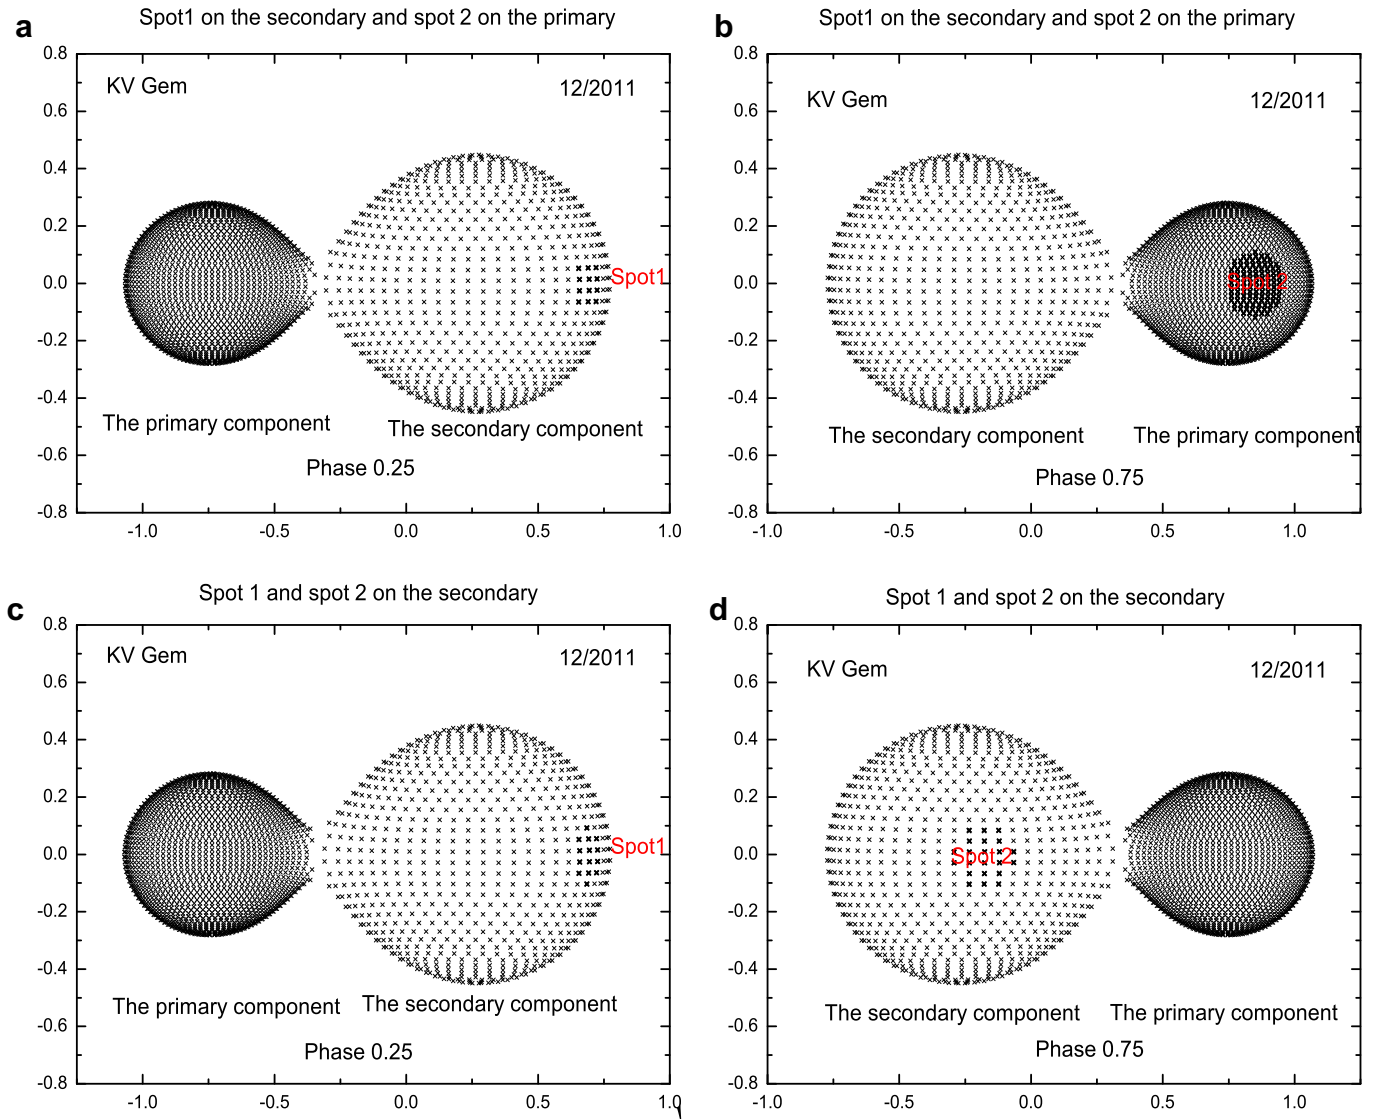 a
Spot1 on the secondary and spot 2 on the primary
0.8
0.6
0.4
0.2
0.0
-0.2
-0.4
-0.6
-0.8
KV Gem
12/2011
Spot1
The primary component
The secondary component
Phase 0.25
-1.0
-0.5
0.0
0.5
1.0
b
Spot1 on the secondary and spot 2 on the primary
0.8
0.6
0.4
0.2
0.0
-0.2
-0.4
-0.6
-0.8
KV Gem
12/2011
Spot 2
The secondary component
The primary component
Phase 0.75
-1.0
-0.5
0.0
0.5
1.0
c
Spot 1 and spot 2 on the secondary
0.8
0.6
0.4
0.2
0.0
-0.2
-0.4
-0.6
-0.8
KV Gem
12/2011
Spot1
The primary component
The secondary component
Phase 0.25
-1.0
-0.5
0.0
0.5
1.0
d
Spot 1 and spot 2 on the secondary
0.8
0.6
0.4
0.2
0.0
-0.2
-0.4
-0.6
-0.8
KV Gem
12/2011
Spot 2
The secondary component
The primary component
Phase 0.75
-1.0
-0.5
0.0
0.5
1.0